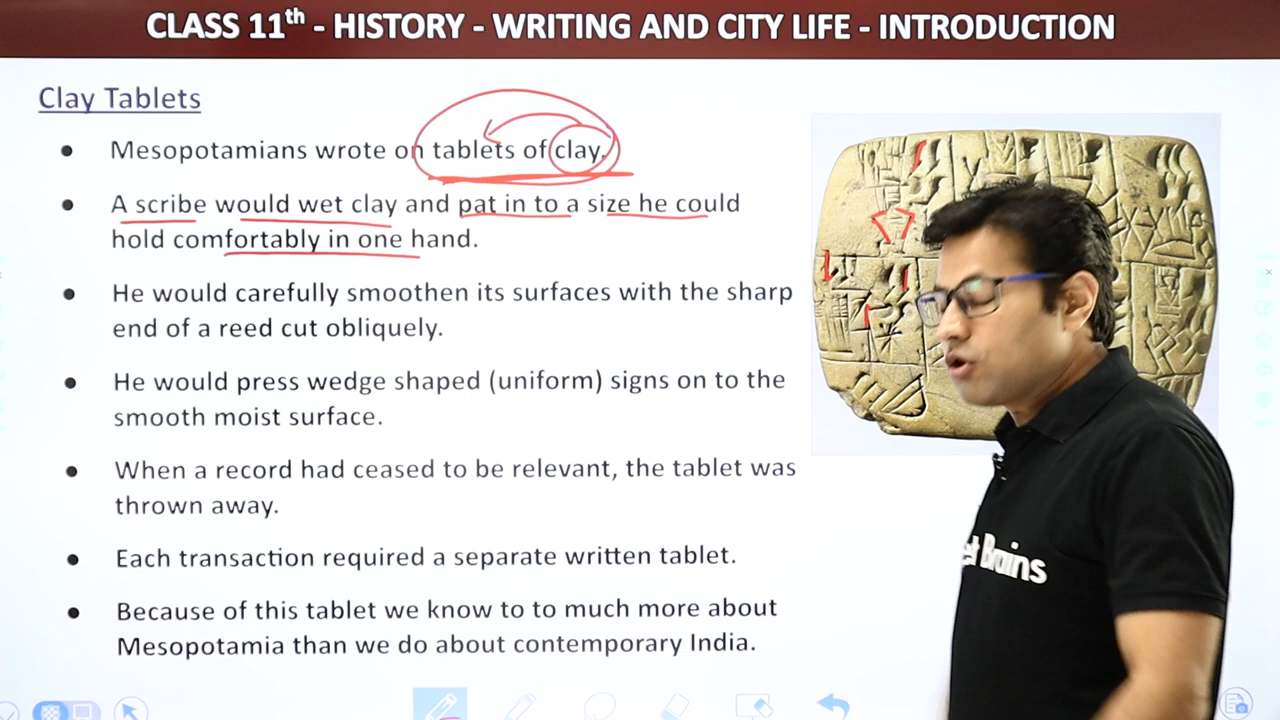 CLASS 11th - HISTORY - WRITING AND CITY LIFE - INTRODUCTION
Clay Tablets
• Mesopotamians wrote on tablets of clay.
• A scribe would wet clay and pat in to a size he could
hold comfortably in one hand.
• He would carefully smoothen its surfaces with the sharp
end of a reed cut obliquely.
• He would press wedge shaped (uniform) signs on to the
smooth moist surface.
• When a record had ceased to be relevant, the tablet was
thrown away.
• Each transaction required a separate written tablet.
• Because of this tablet we know to to much more about
Mesopotamia than we do about contemporary India.
Brains